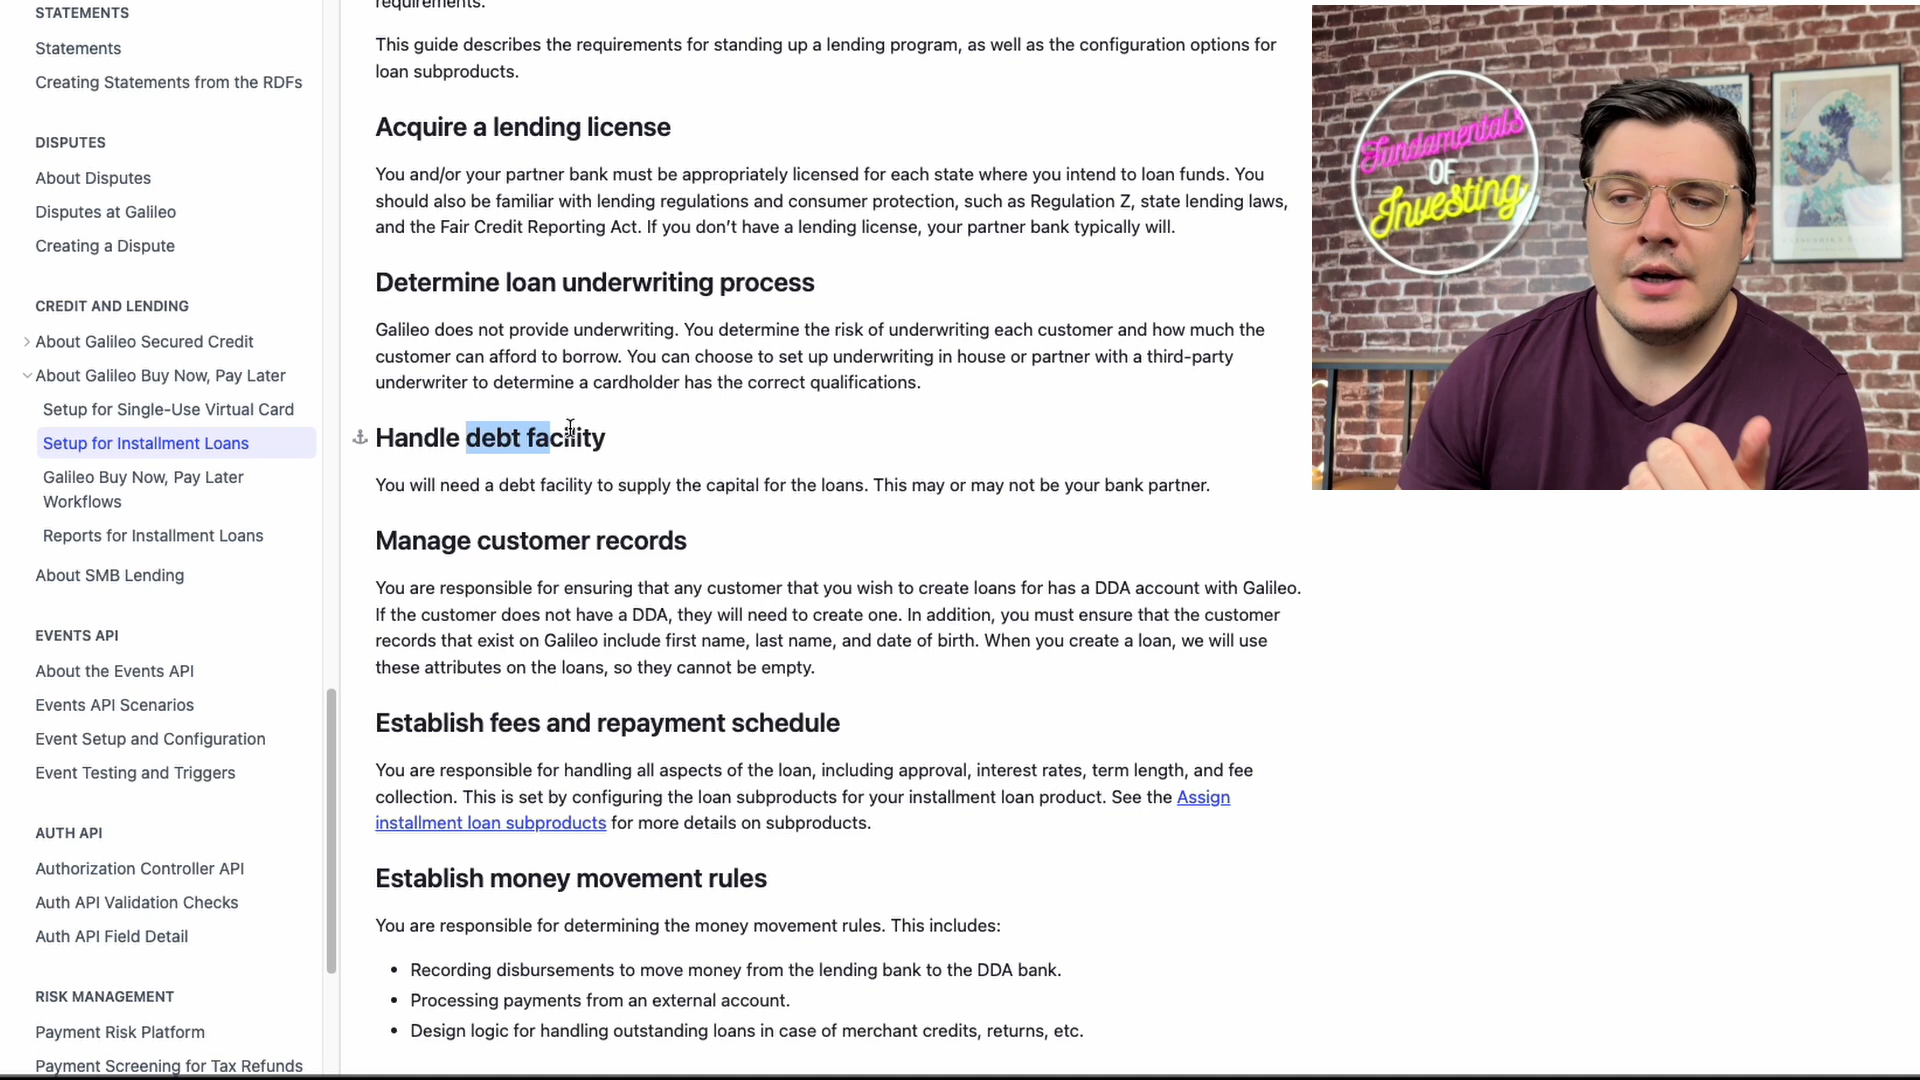 STATEMENTS
Statements
Creating Statements from the RDFs
DISPUTES
About Disputes
Disputes at Galileo
Creating a Dispute
CREDIT AND LENDING
About Galileo Secured Credit
About Galileo Buy Now, Pay Later
Setup for Single-Use Virtual Card
Setup for Installment Loans
Galileo Buy Now, Pay Later
Workflows
Reports for Installment Loans
About SMB Lending
EVENTS API
About the Events API
Events API Scenarios
Event Setup and Configuration
Event Testing and Triggers
AUTH API
Authorization Controller API
Auth API Validation Checks
Auth API Field Detail
RISK MANAGEMENT
Payment Risk Platform
Payment Screening for Tax Refunds
requirements.
This guide describes the requirements for standing up a lending program, as well as the configuration options for
loan subproducts.
Acquire a lending license
You and/or your partner bank must be appropriately licensed for each state where you intend to loan funds. You
should also be familiar with lending regulations and consumer protection, such as Regulation Z, state lending laws,
and the Fair Credit Reporting Act. If you don’t have a lending license, your partner bank typically will.
Determine loan underwriting process
Galileo does not provide underwriting. You determine the risk of underwriting each customer and how much the
customer can afford to borrow. You can choose to set up underwriting in house or partner with a third-party
underwriter to determine a cardholder has the correct qualifications.
Handle debt facility
You will need a debt facility to supply the capital for the loans. This may or may not be your bank partner.
Manage customer records
You are responsible for ensuring that any customer that you wish to create loans for has a DDA account with Galileo.
If the customer does not have a DDA, they will need to create one. In addition, you must ensure that the customer
records that exist on Galileo include first name, last name, and date of birth. When you create a loan, we will use
these attributes on the loans, so they cannot be empty.
Establish fees and repayment schedule
You are responsible for handling all aspects of the loan, including approval, interest rates, term length, and fee
collection. This is set by configuring the loan subproducts for your installment loan product. See the Assign
installment loan subproducts for more details on subproducts.
Establish money movement rules
You are responsible for determining the money movement rules. This includes:
• Recording disbursements to move money from the lending bank to the DDA bank.
• Processing payments from an external account.
• Design logic for handling outstanding loans in case of merchant credits, returns, etc.
Fundamentals
OF
Investing